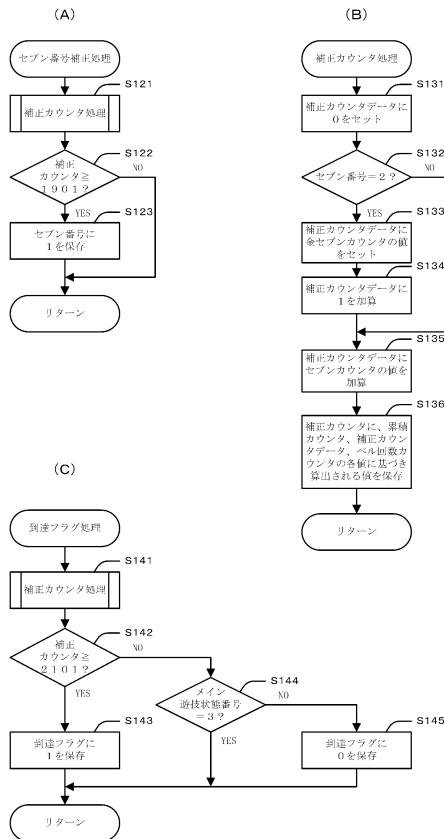 (A)
セブン番号補正処理
S121
補正カウンタ処理
S122
補正
カウンタ≧
1901?
NO
YES
S123
セブン番号に
1を保存
リターン
(B)
補正カウンタ処理
S131
補正カウンタデータに
0をセット
S132
セブン番号=2?
NO
YES
S133
補正カウンタデータに
金セブンカウンタの値
をセット
S134
補正カウンタデータに
1を加算
S135
補正カウンタデータに
セブンカウンタの値を
加算
S136
補正カウンタに、累積
カウンタ、補正カウン
タデータ、ベル回数カ
ウンタの各値に基づき
算出される値を保存
リターン
(C)
到達フラグ処理
S141
補正カウンタ処理
S142
補正
カウンタ≧
2101?
NO
YES
S144
メイン
遊技状態番号
=3?
NO
YES
S143
到達フラグに
1を保存
S145
到達フラグに
0を保存
リターン